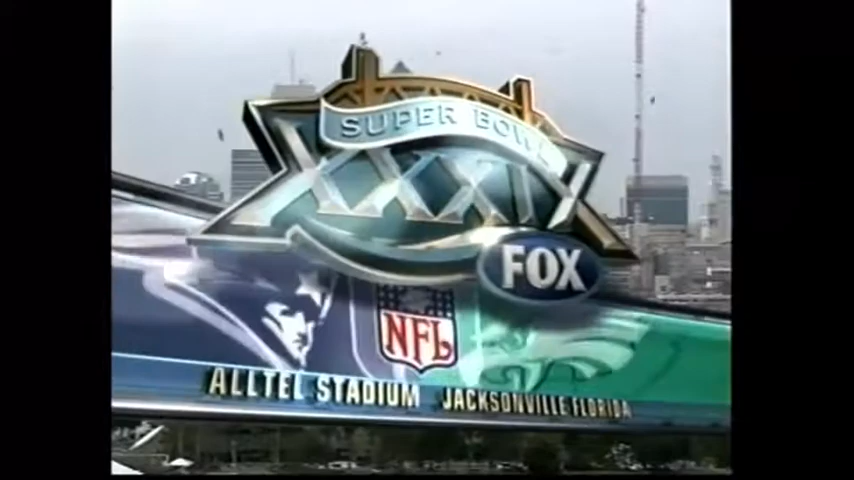 SUPER BOWL
XXXIX
FOX
NFL
ALLTEL STADIUM JACKSONVILLE FLORIDA